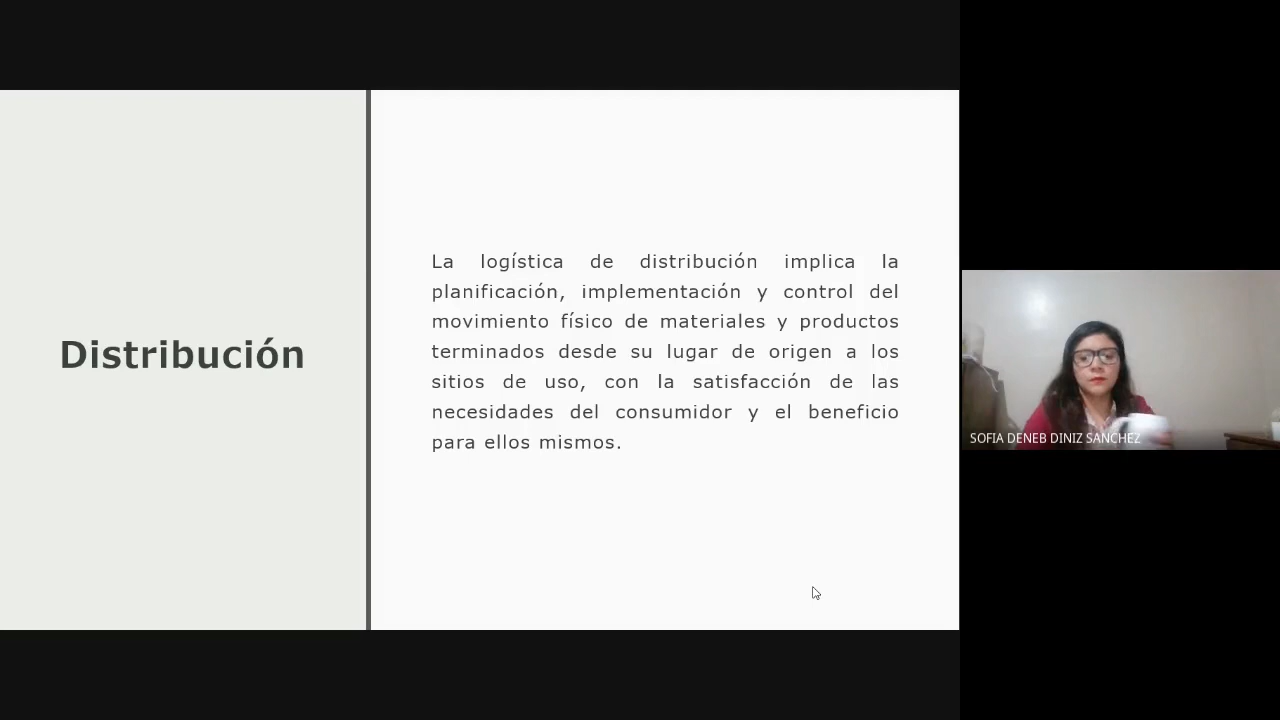 Distribución
La logística de distribución implica la
planificación, implementación y control del
movimiento físico de materiales y productos
terminados desde su lugar de origen a los
sitios de uso, con la satisfacción de las
necesidades del consumidor y el beneficio
para ellos mismos.
SOFIA DENEB DINIZ SANCHEZ